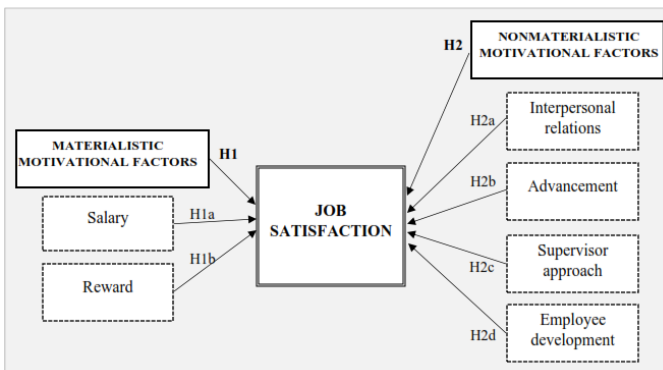 NONMATERIALISTIC
MOTIVATIONAL FACTORS
H2
Interpersonal
relations
H2a
MATERIALISTIC
MOTIVATIONAL FACTORS
H1
H2b
Advancement
JOB
SATISFACTION
Salary
H1a
Supervisor
approach
H2c
Reward
H1b
Employee
development
H2d